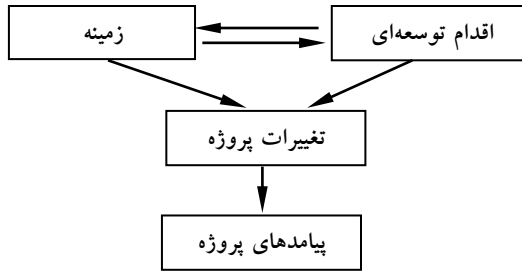 اقدام توسعه‌ای
زمینه
تغییرات پروژه
پیامدهای پروژه